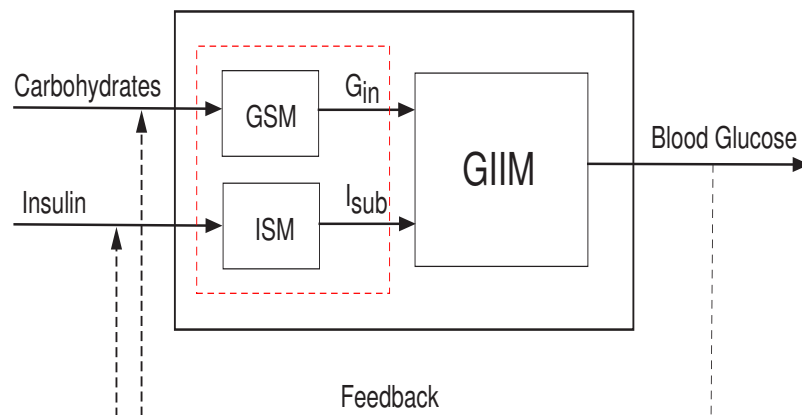 Carbohydrates
GSM
G_in
Blood Glucose
GIIM
Insulin
ISM
I_sub
Feedback